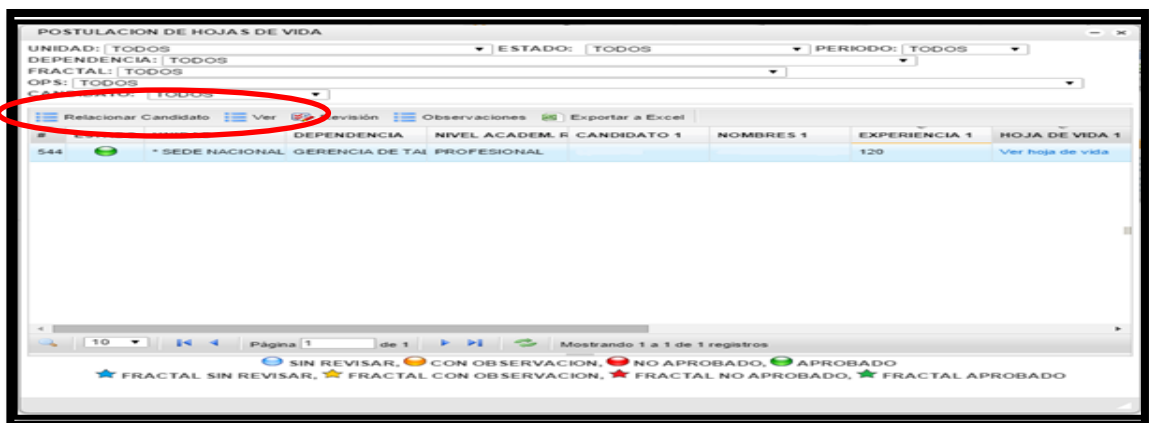 POSTULACION DE HOJAS DE VIDA
UNIDAD: TODOS ESTADO: TODOS PERIODO: TODOS
DEPENDENCIA: TODOS
FRACTAL: TODOS
OPS: TODOS
CANDIDATO: TODOS
Relacionar Candidato Ver Revisión Observaciones Exportar a Excel
# DEPENDENCIA NIVEL ACADEM. R CANDIDATO 1 NOMBRES 1 EXPERIENCIA 1 HOJA DE VIDA 1
544 * SEDE NACIONAL GERENCIA DE TAL PROFESIONAL 120 Ver hoja de vida
10 Página 1 de 1 Mostrando 1 a 1 de 1 registros
SIN REVISAR, CON OBSERVACION, NO APROBADO, APROBADO
FRACTAL SIN REVISAR, FRACTAL CON OBSERVACION, FRACTAL NO APROBADO, FRACTAL APROBADO